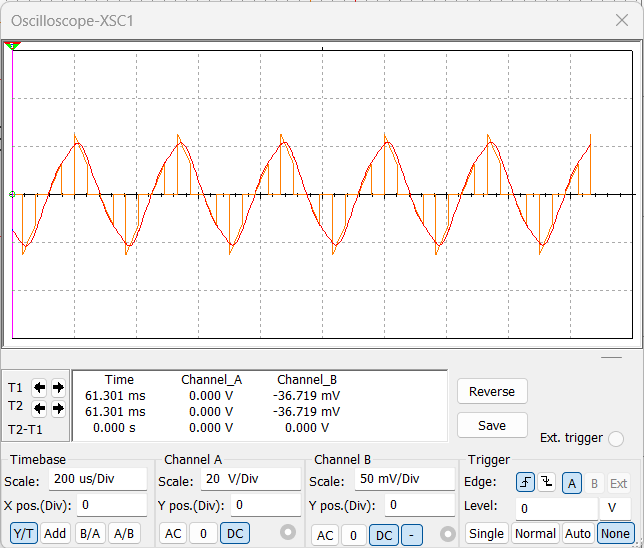 Oscilloscope-XSC1
Time Channel_A Channel_B
T1 61.301 ms 0.000 V -36.719 mV
T2 61.301 ms 0.000 V -36.719 mV
T2-T1 0.000 s 0.000 V 0.000 V
Reverse
Save
Ext. trigger
Timebase Channel A Channel B Trigger
Scale: 200 us/Div Scale: 20 V/Div Scale: 50 mV/Div Edge: A B Ext
X pos.(Div): 0 Y pos.(Div): 0 Y pos.(Div): 0 Level: 0 V
Y/T Add B/A A/B AC 0 DC AC 0 DC - Single Normal Auto None